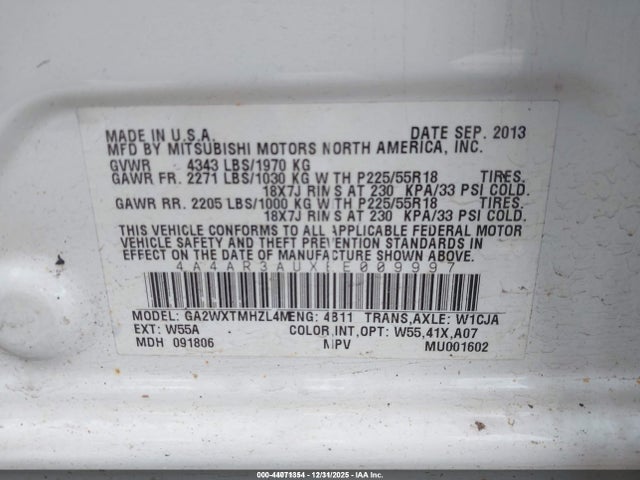 MADE IN U.S.A. DATE SEP. 2013
MFD BY MITSUBISHI MOTORS NORTH AMERICA, INC.
GVWR 4343 LBS/1970 KG
GAWR FR. 2271 LBS/1030 KG WITH P225/55R18 TIRES.
18X7J RIMS AT 230 KPA/33 PSI COLD.
GAWR RR. 2205 LBS/1000 KG WITH P225/55R18 TIRES.
18X7J RIMS AT 230 KPA/33 PSI COLD.
THIS VEHICLE CONFORMS TO ALL APPLICABLE FEDERAL MOTOR
VEHICLE SAFETY AND THEFT PREVENTION STANDARDS IN
EFFECT ON THE DATE OF MANUFACTURE SHOWN ABOVE.
4A4AR3AUXEE009997
MODEL: GA2WXTMHZL4M ENG: 4B11 TRANS,AXLE: W1CJA
EXT: W55A COLOR,INT,OPT: W55,41X,A07
MDH 091806 MPV MU001602
000-44071354 - 12/31/2025 - IAA Inc.